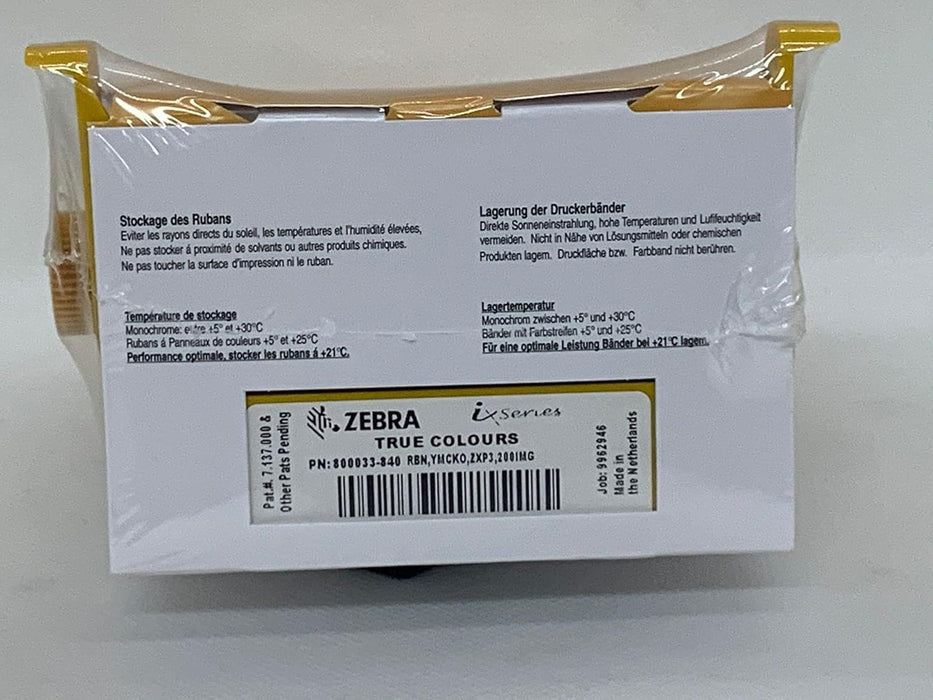 Stockage des Rubans
Eviter les rayons directs du soleil, les températures et l'humidité élevées,
Ne pas stocker á proximité de solvants ou autres produits chimiques.
Ne pas toucher la surface d'impression ni le ruban.
Température de stockage
Monochrome: entre +5° et +30°C
Rubans á Panneaux de couleurs +5° et +25°C
Performance optimale, stocker les rubans á +21°C.
Lagerung der Druckerbänder
Direkte Sonneneinstrahlung, hohe Temperaturen und Luftfeuchtigkeit
vermeiden. Nicht in Nähe von Lösungsmitteln oder chemischen
Produkten lagern. Druckfläche bzw. Farbband nicht berühren.
Lagertemperatur
Monochrom zwischen +5° und +30°C
Bänder mit Farbstreifen +5° und +25°C
Für eine optimale Leistung Bänder bei +21°C lagern.
Pat.#. 7.137.000 &
Other Pats Pending
ZEBRA
ix series
TRUE COLOURS
PN: 800033-840 RBN,YMCKO,ZXP3,200IMG
Job: 9962946
Made in
the Netherlands